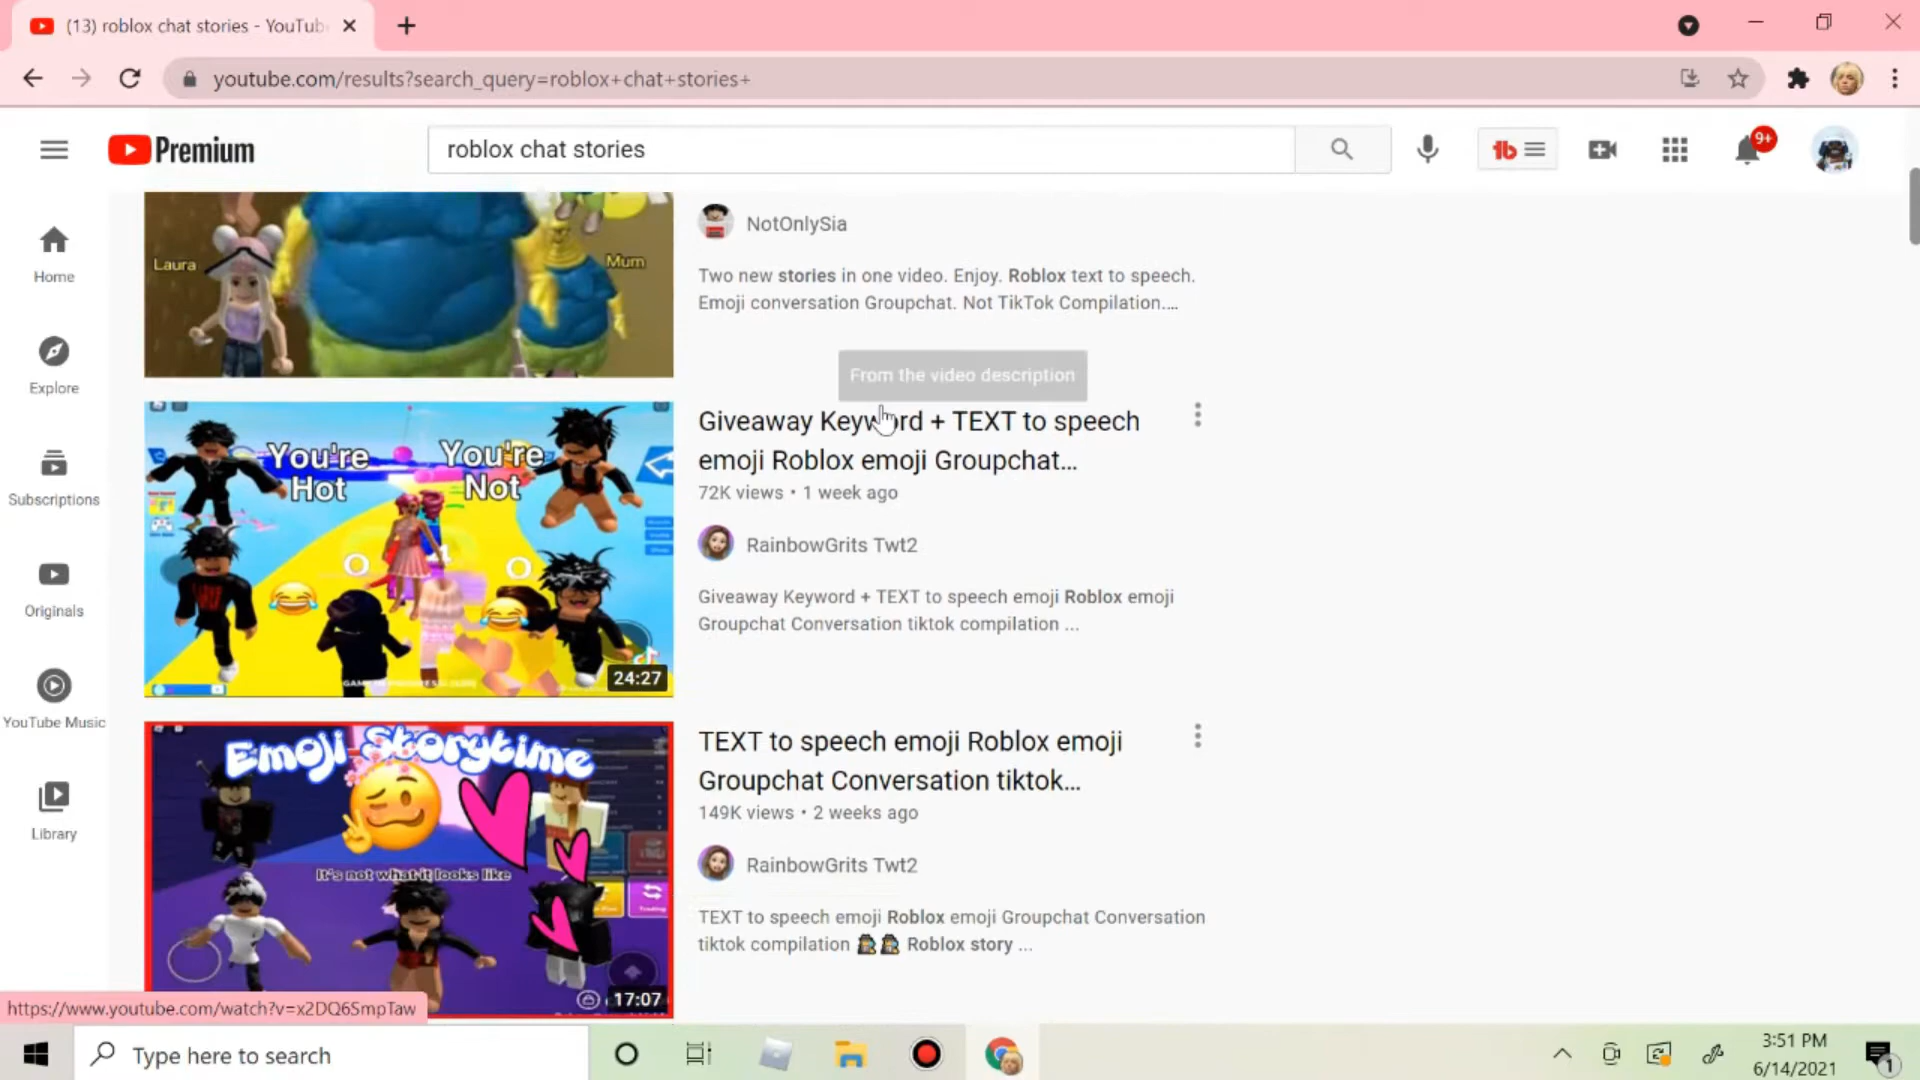 (13) roblox chat stories - YouTub
youtube.com/results?search_query=roblox+chat+stories+
Premium
roblox chat stories
9+
Home
Explore
Subscriptions
Originals
YouTube Music
Library
Laura
Mum
NotOnlySia
Two new stories in one video. Enjoy. Roblox text to speech.
Emoji conversation Groupchat. Not TikTok Compilation....
From the video description
You're
Hot
You're
Not
24:27
Giveaway Keyword + TEXT to speech
emoji Roblox emoji Groupchat...
72K views • 1 week ago
RainbowGrits Twt2
Giveaway Keyword + TEXT to speech emoji Roblox emoji
Groupchat Conversation tiktok compilation ...
Emoji Storytime
It's not what it looks like
17:07
TEXT to speech emoji Roblox emoji
Groupchat Conversation tiktok...
149K views • 2 weeks ago
RainbowGrits Twt2
TEXT to speech emoji Roblox emoji Groupchat Conversation
tiktok compilation Roblox story ...
https://www.youtube.com/watch?v=x2DQ6SmpTaw
Type here to search
3:51 PM
6/14/2021
1